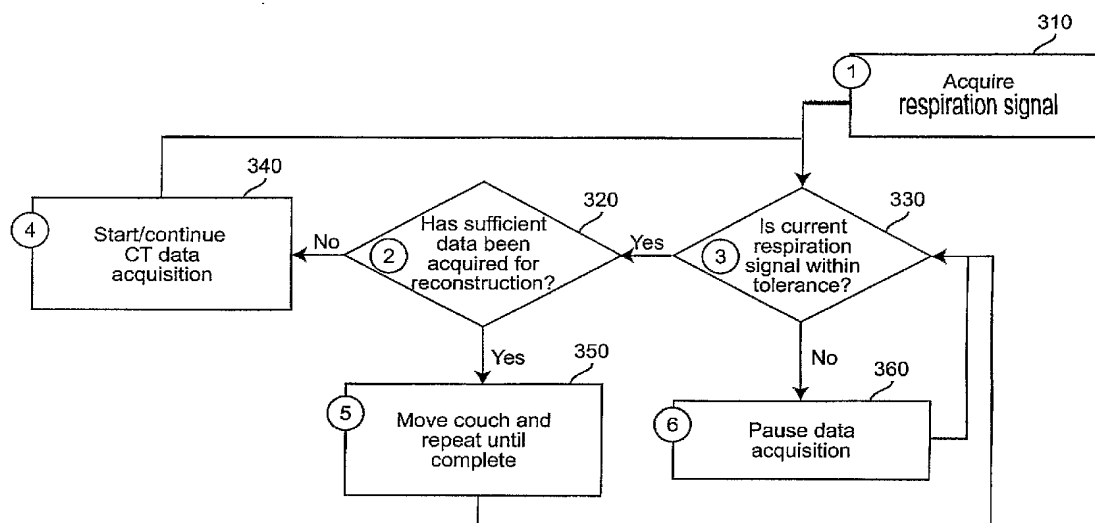 310
1
Acquire
respiration signal
340
4
Start/continue
CT data
acquisition
No
320
2
Has sufficient
data been
acquired for
reconstruction?
Yes
330
3
Is current
respiration
signal within
tolerance?
Yes
350
5
Move couch and
repeat until
complete
No
360
6
Pause data
acquisition